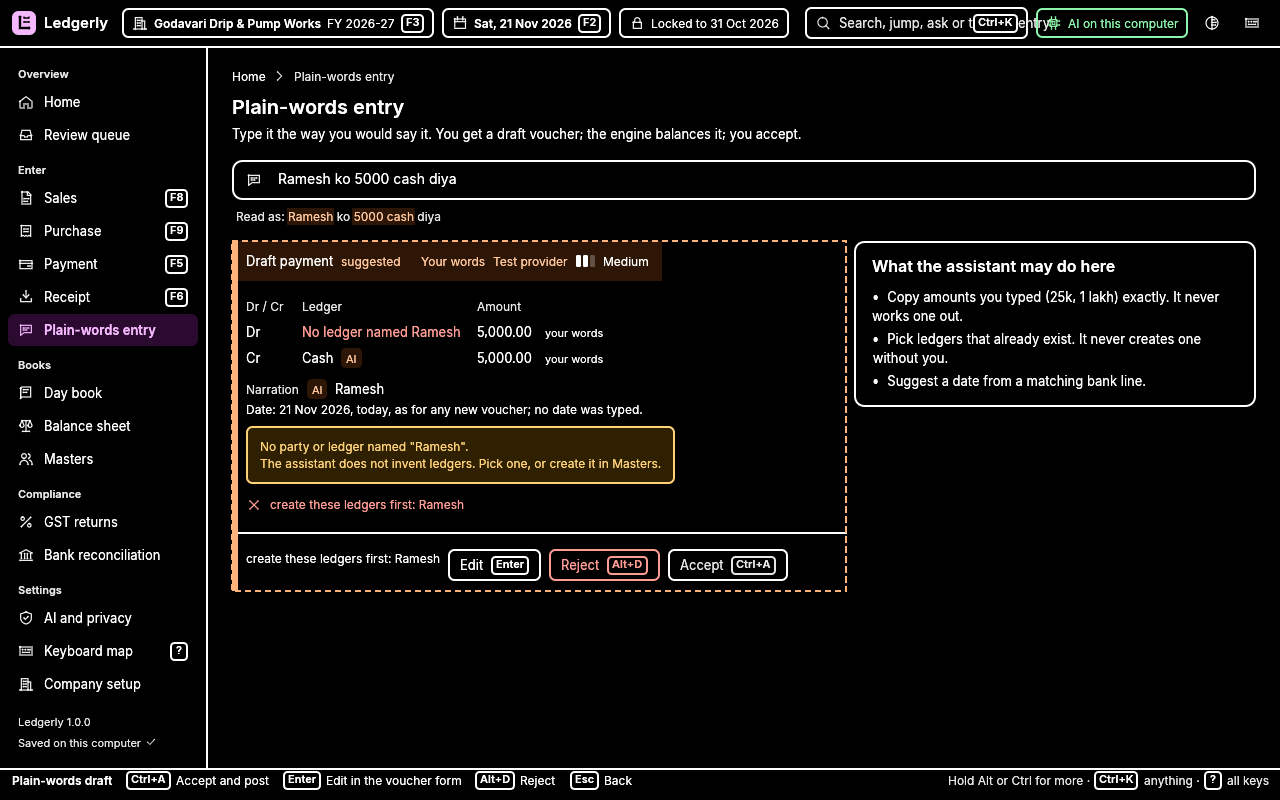 Ledgerly
Godavari Drip & Pump Works FY 2026-27 F3
Sat, 21 Nov 2026 F2
Locked to 31 Oct 2026
Search, jump, ask or t Ctrl+K entry
AI on this computer
Overview
Home
Review queue
Enter
Sales F8
Purchase F9
Payment F5
Receipt F6
Plain-words entry
Books
Day book
Balance sheet
Masters
Compliance
GST returns
Bank reconciliation
Settings
AI and privacy
Keyboard map ?
Company setup
Ledgerly 1.0.0
Saved on this computer
Home Plain-words entry
Plain-words entry
Type it the way you would say it. You get a draft voucher; the engine balances it; you accept.
Ramesh ko 5000 cash diya
Read as: Ramesh ko 5000 cash diya
Draft payment suggested Your words Test provider Medium
Dr / Cr Ledger Amount
Dr No ledger named Ramesh 5,000.00 your words
Cr Cash AI 5,000.00 your words
Narration AI Ramesh
Date: 21 Nov 2026, today, as for any new voucher; no date was typed.
No party or ledger named "Ramesh".
The assistant does not invent ledgers. Pick one, or create it in Masters.
create these ledgers first: Ramesh
create these ledgers first: Ramesh Edit Enter Reject Alt+D Accept Ctrl+A
What the assistant may do here
• Copy amounts you typed (25k, 1 lakh) exactly. It never
works one out.
• Pick ledgers that already exist. It never creates one
without you.
• Suggest a date from a matching bank line.
Plain-words draft Ctrl+A Accept and post Enter Edit in the voucher form Alt+D Reject Esc Back
Hold Alt or Ctrl for more · Ctrl+K anything · ? all keys